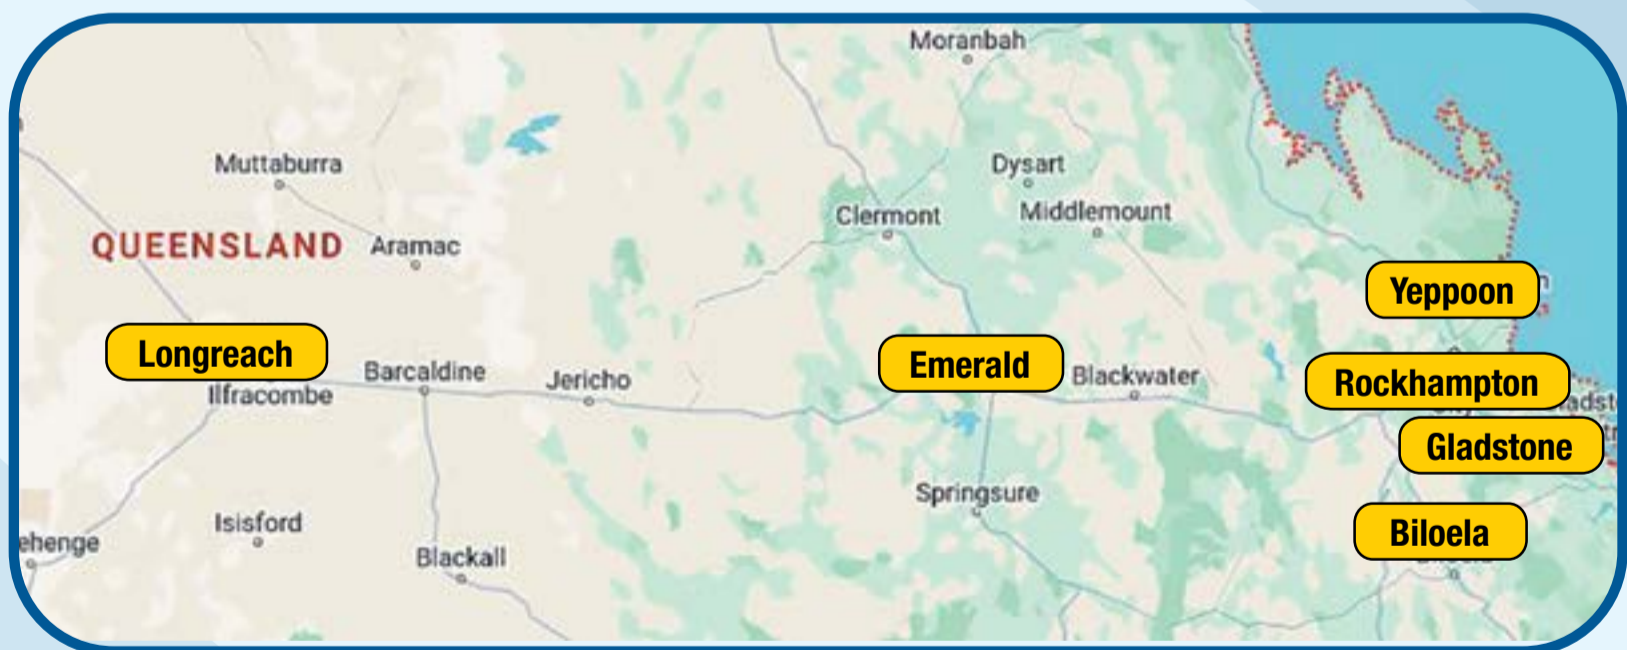 Moranbah
Muttaburra
Dysart
Clermont
Middlemount
QUEENSLAND
Aramac
Yeppoon
Longreach
Emerald
Barcaldine
Jericho
Blackwater
Rockhampton
Ilfracombe
Gladstone
Springsure
Isisford
Biloela
ehenge
Blackall